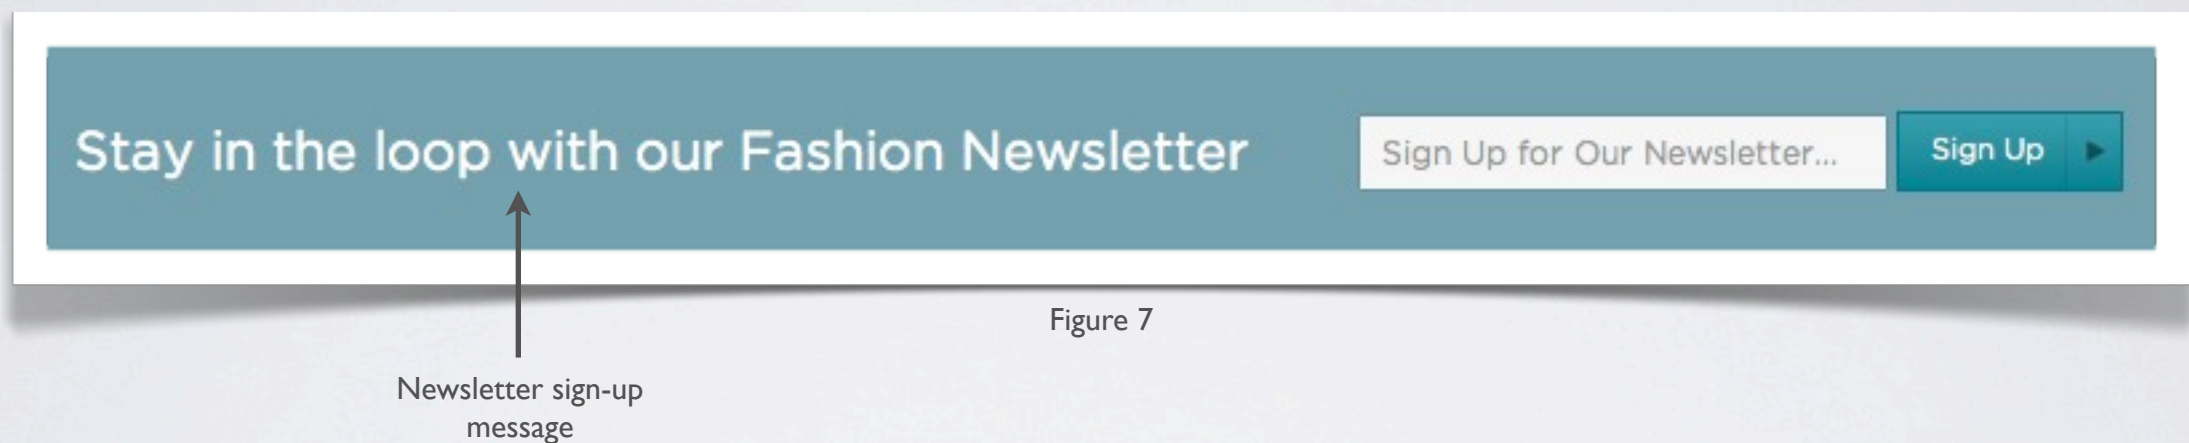 Stay in the loop with our Fashion Newsletter
Sign Up for Our Newsletter...
Sign Up
Figure 7
Newsletter sign-up
message